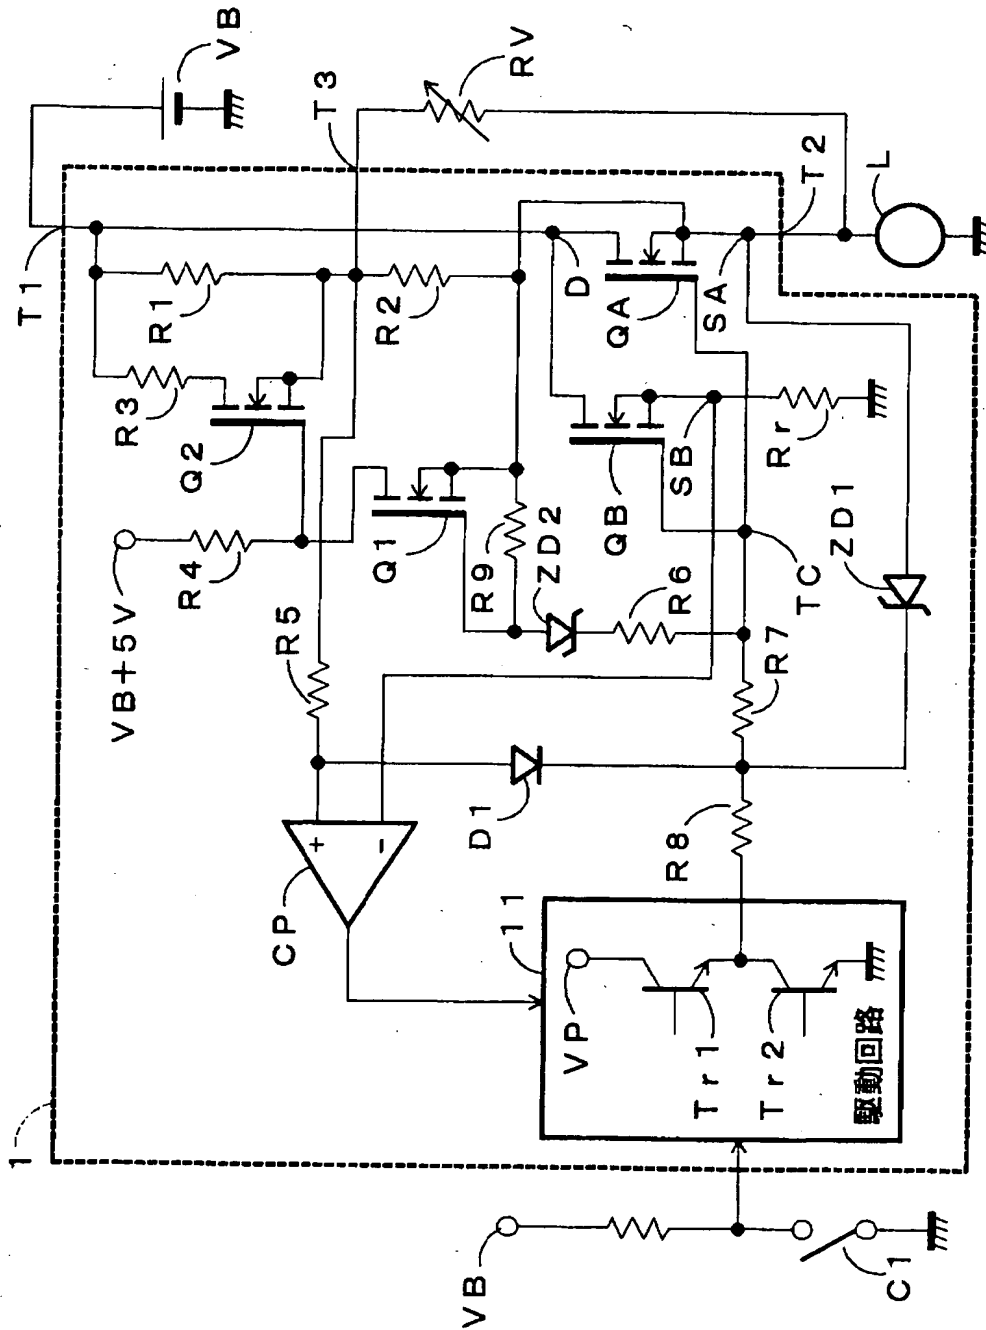 VB
T1
T3
RV
R1
R3
R2
Q2
VB+5V
R4
D
QA
SA
T2
L
Q1
R9
ZD2
QB
SB
Rr
R5
R6
TC
ZD1
R7
CP
+
-
D1
R8
11
VP
Tr1
Tr2
駆動回路
1
VB
C1